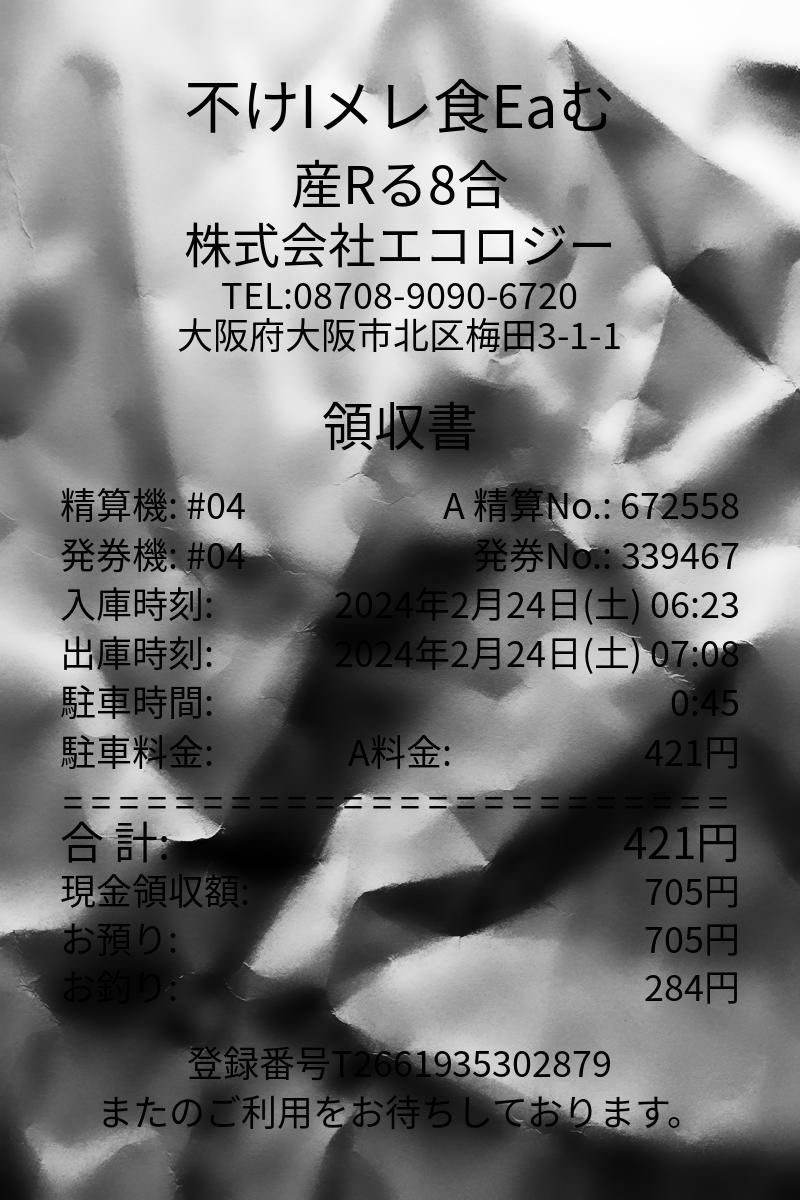 不けIメレ食Eaむ
産Rる8合
株式会社エコロジー
TEL:08708-9090-6720
大阪府大阪市北区梅田3-1-1
領収書
精算機: #04 A 精算No.: 672558
発券機: #04 発券No.: 339467
入庫時刻: 2024年2月24日(土) 06:23
出庫時刻: 2024年2月24日(土) 07:08
駐車時間: 0:45
駐車料金: A料金: 421円
========================
合 計: 421円
現金領収額: 705円
お預り: 705円
お釣り: 284円
登録番号T2661935302879
またのご利用をお待ちしております。